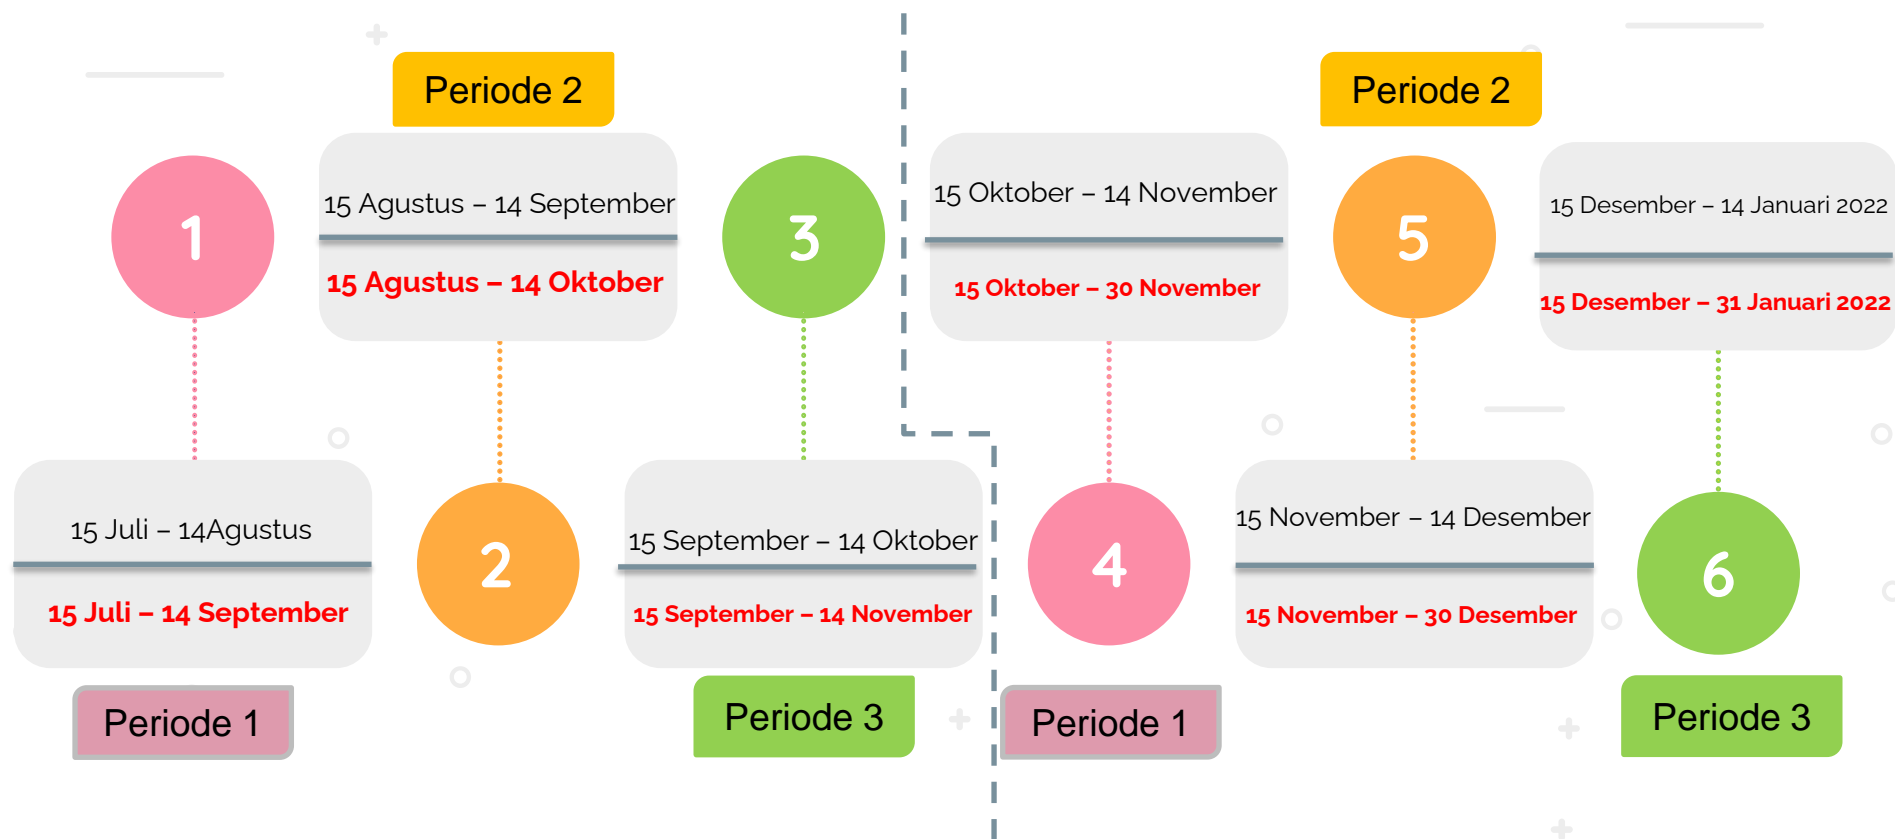 1
15 Juli – 14Agustus
15 Juli – 14 September
Periode 1
Periode 2
15 Agustus – 14 September
15 Agustus – 14 Oktober
2
3
15 September – 14 Oktober
15 September – 14 November
Periode 3
15 Oktober – 14 November
15 Oktober – 30 November
4
Periode 1
Periode 2
5
15 November – 14 Desember
15 November – 30 Desember
15 Desember – 14 Januari 2022
15 Desember – 31 Januari 2022
6
Periode 3